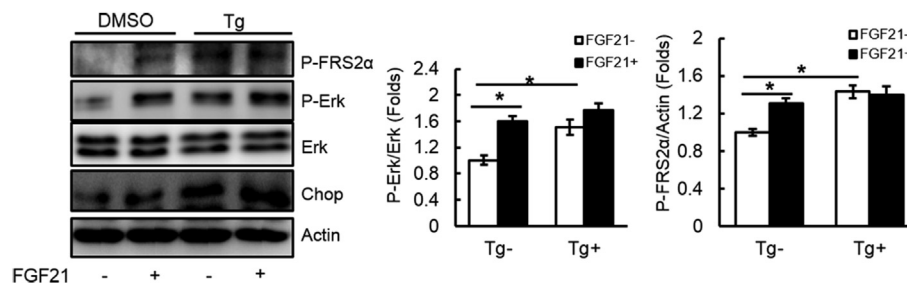 DMSO Tg
P-FRS2α
P-Erk
Erk
Chop
Actin
FGF21 - + - +
P-Erk/Erk (Folds)
2.4
2
1.6
1.2
0.8
0.4
0
FGF21-
FGF21+
*
*
Tg- Tg+
P-FRS2α/Actin (Folds)
2
1.6
1.2
0.8
0.4
0
FGF21-
FGF21+
*
*
Tg- Tg+